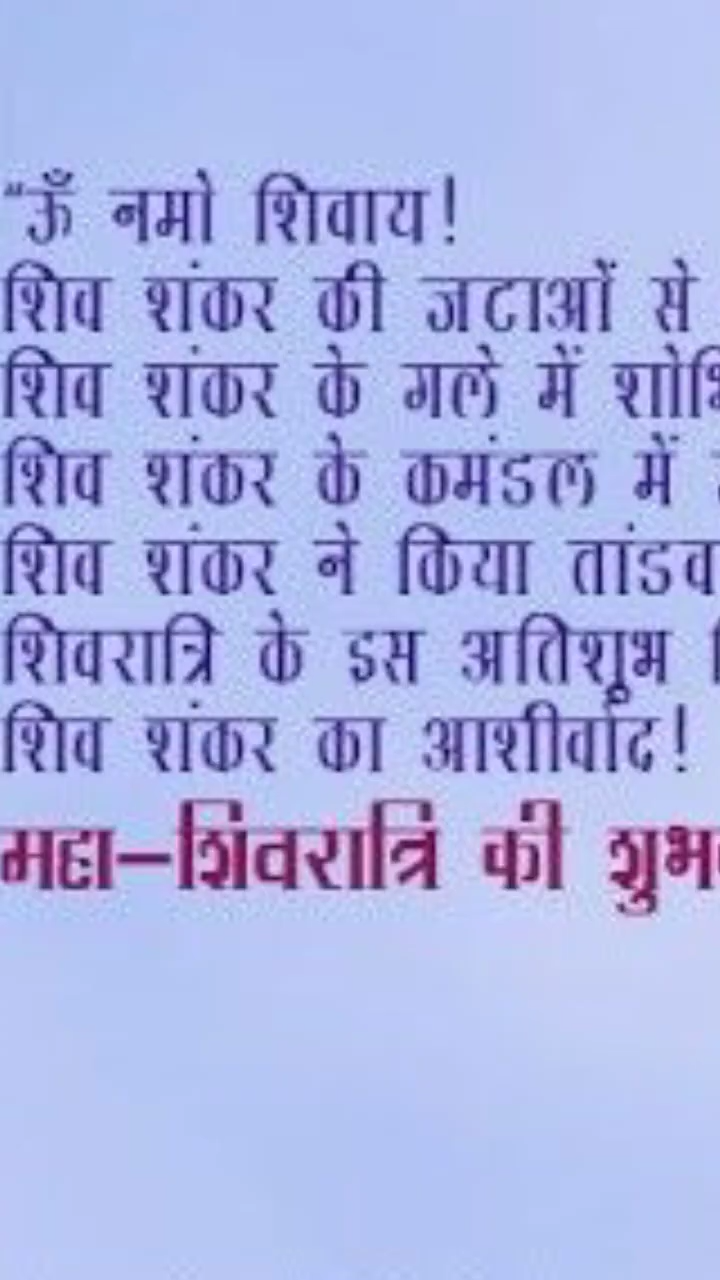 “ऊँ नमो शिवाय!
शिव शंकर की जटाओं से
शिव शंकर के गले में
शिव शंकर के कमंडल में
शिव शंकर ने किया तांडव
शिवरात्रि के इस अतिशुभ
शिव शंकर का आशीर्वाद!
महा–शिवरात्रि की